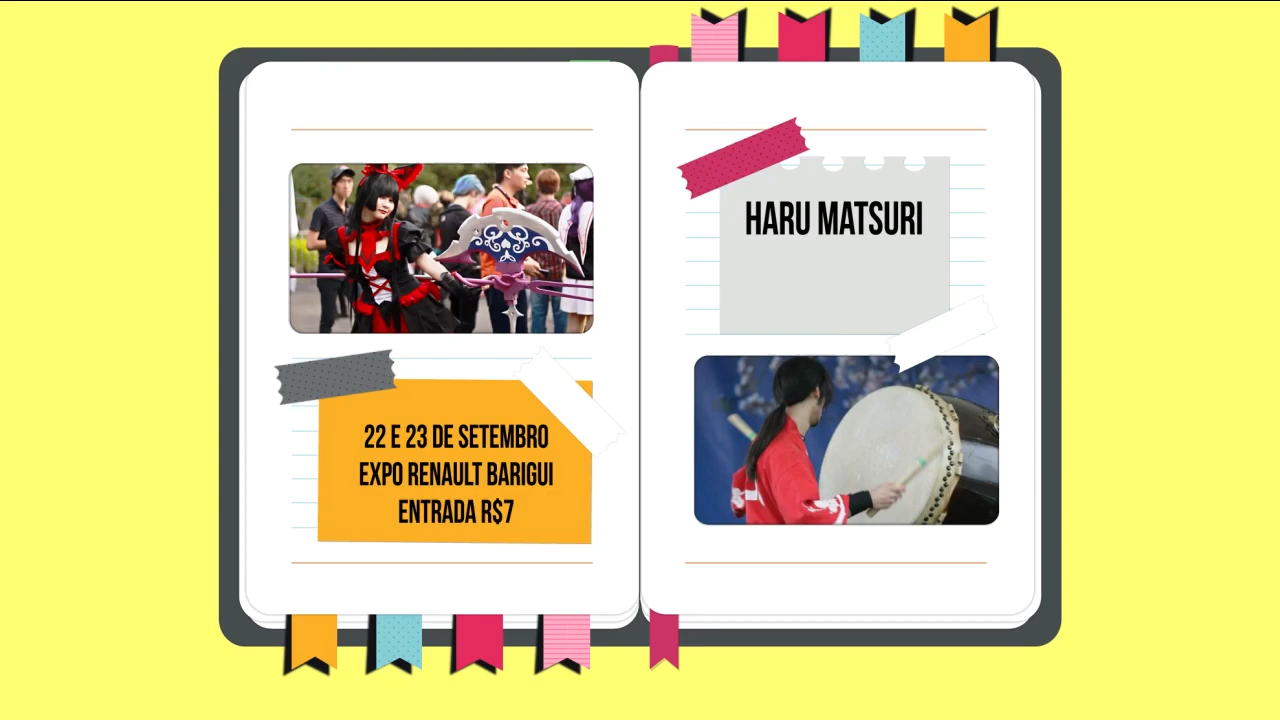 22 E 23 DE SETEMBRO
EXPO RENAULT BARIGUI
ENTRADA R$7
HARU MATSURI